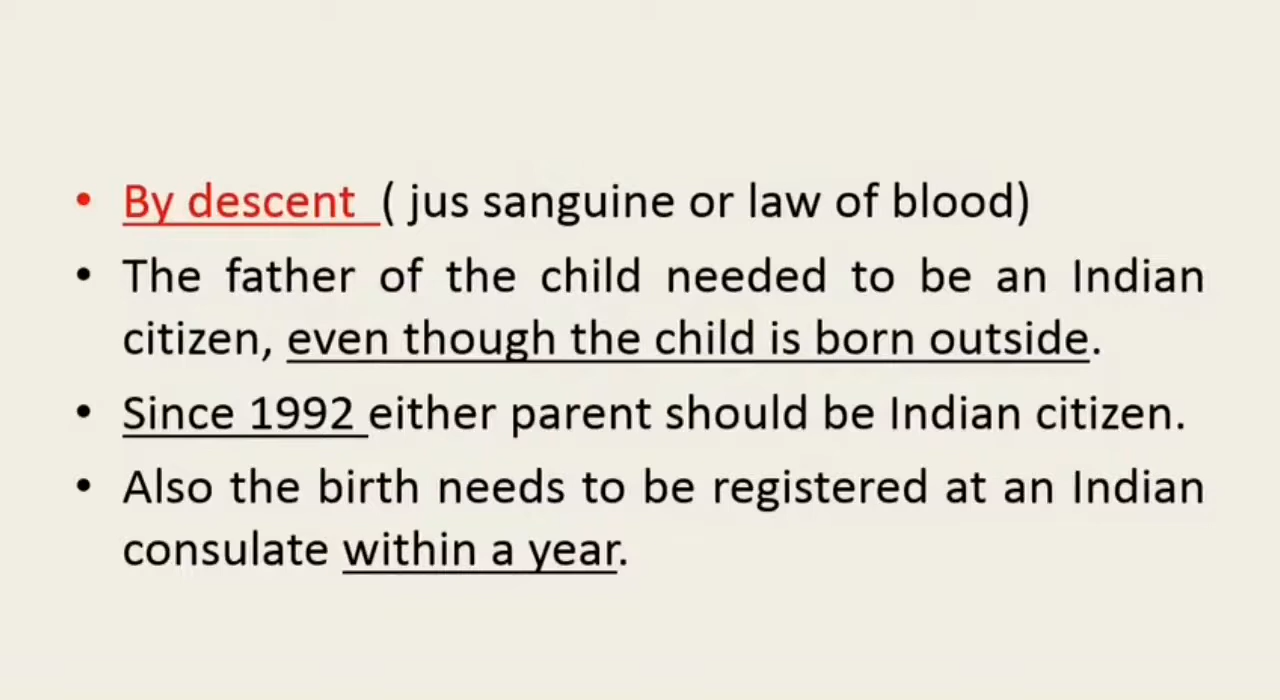 • By descent ( jus sanguine or law of blood)
• The father of the child needed to be an Indian
citizen, even though the child is born outside.
• Since 1992 either parent should be Indian citizen.
• Also the birth needs to be registered at an Indian
consulate within a year.